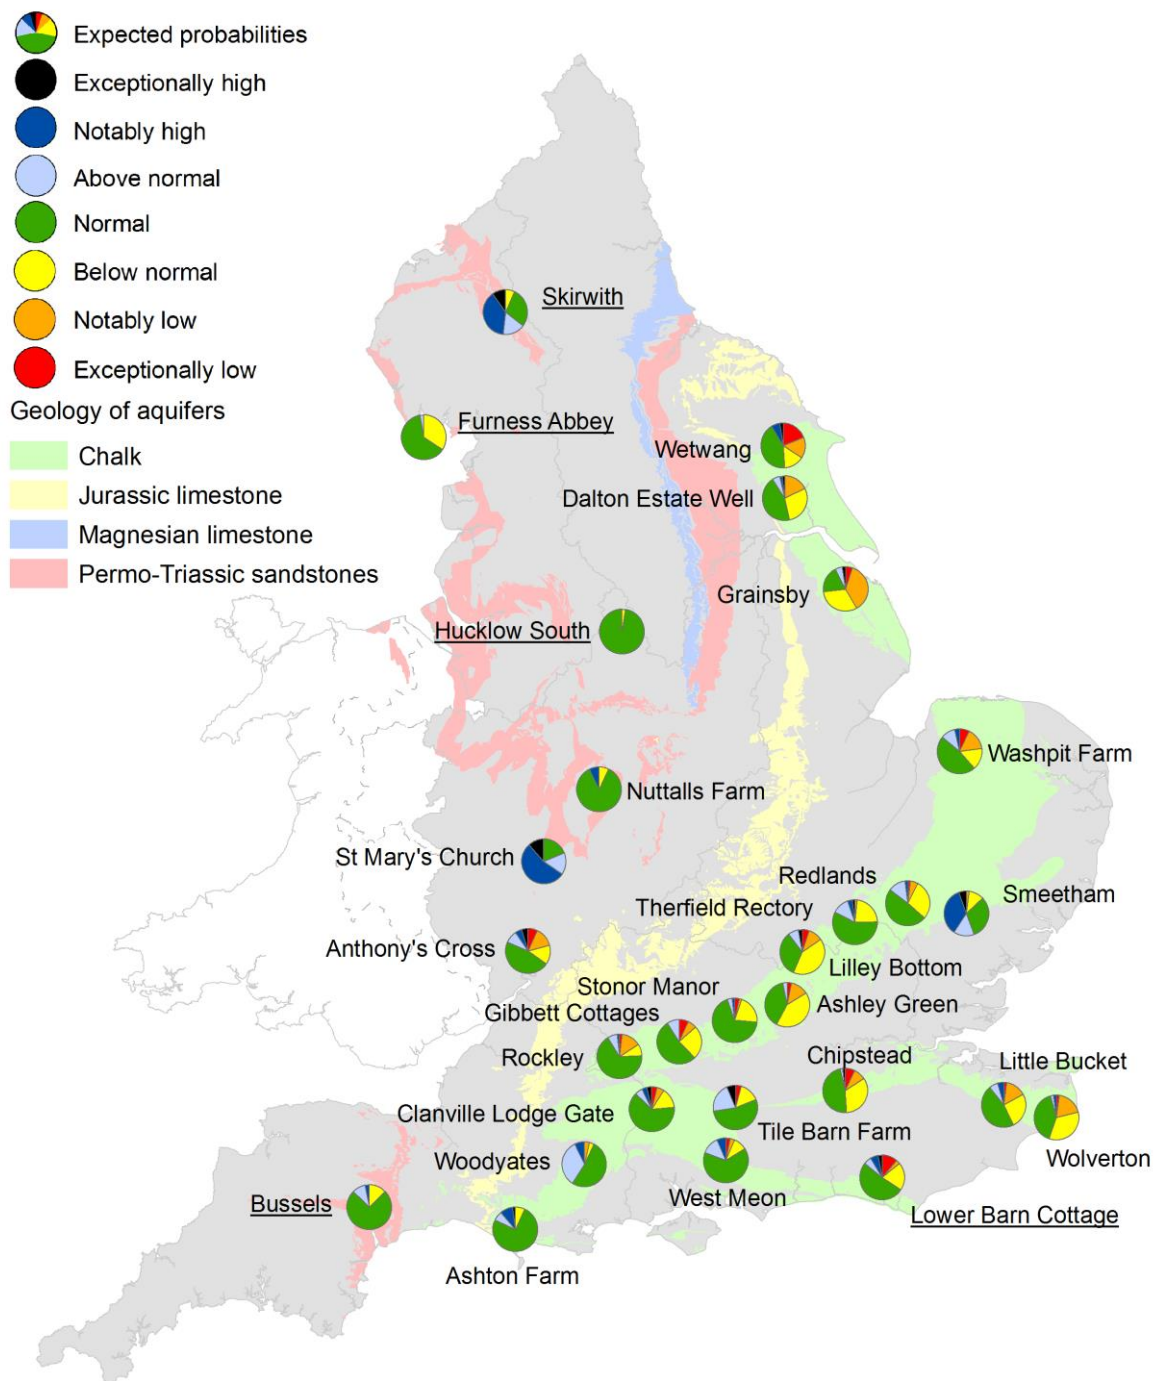 Expected probabilities
Exceptionally high
Notably high
Above normal
Normal
Below normal
Notably low
Exceptionally low
Geology of aquifers
Chalk
Jurassic limestone
Magnesian limestone
Permo-Triassic sandstones
Skirwith
Furness Abbey
Wetwang
Dalton Estate Well
Grainsby
Hucklow South
Washpit Farm
Nuttalls Farm
St Mary's Church
Redlands
Smeetham
Therfield Rectory
Anthony's Cross
Lilley Bottom
Stonor Manor
Ashley Green
Gibbett Cottages
Rockley
Chipstead
Little Bucket
Clanville Lodge Gate
Tile Barn Farm
Wolverton
Woodyates
West Meon
Bussels
Lower Barn Cottage
Ashton Farm